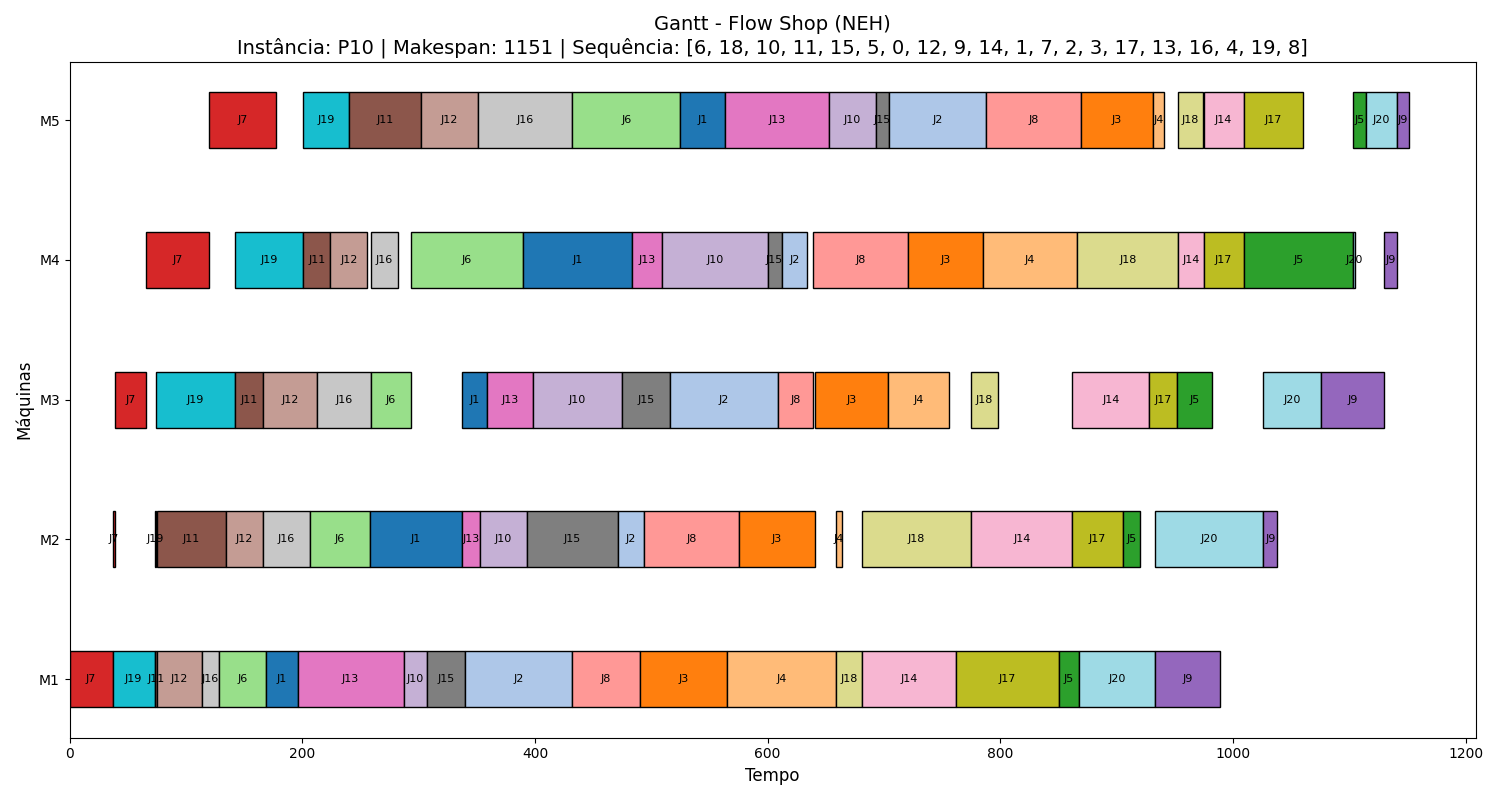 Gantt - Flow Shop (NEH)
Instância: P10 | Makespan: 1151 | Sequência: [6, 18, 10, 11, 15, 5, 0, 12, 9, 14, 1, 7, 2, 3, 17, 13, 16, 4, 19, 8]
M5 J7 J19 J11 J12 J16 J6 J1 J13 J10 J15 J2 J8 J3 J4 J18 J14 J17 J5 J20 J9
M4 J7 J19 J11 J12 J16 J6 J1 J13 J10 J15 J2 J8 J3 J4 J18 J14 J17 J5 J20 J9
Máquinas
M3 J7 J19 J11 J12 J16 J6 J1 J13 J10 J15 J2 J8 J3 J4 J18 J14 J17 J5 J20 J9
M2 J7 J19 J11 J12 J16 J6 J1 J13 J10 J15 J2 J8 J3 J4 J18 J14 J17 J5 J20 J9
M1 J7 J19 J11 J12 J16 J6 J1 J13 J10 J15 J2 J8 J3 J4 J18 J14 J17 J5 J20 J9
0 200 400 600 800 1000 1200
Tempo